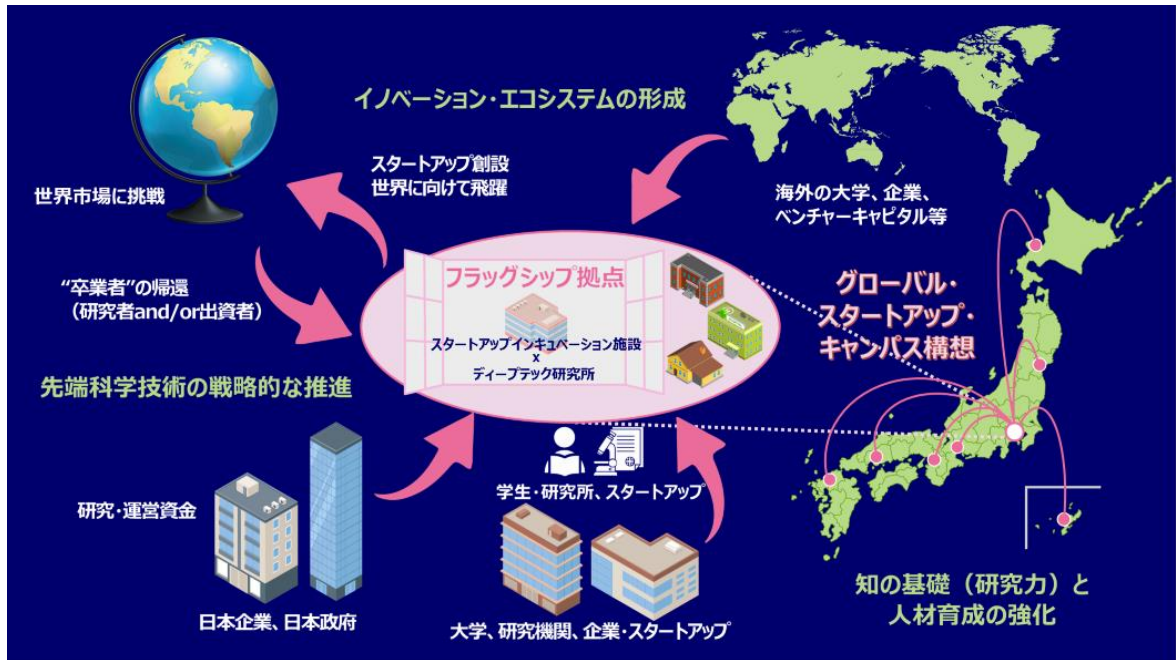 イノベーション・エコシステムの形成
世界市場に挑戦
スタートアップ創設
世界に向けて飛躍
海外の大学、企業、
ベンチャーキャピタル等
“卒業者”の帰還
（研究者and/or出資者）
フラッグシップ拠点
スタートアップインキュベーション施設
x
ディープテック研究所
グローバル・
スタートアップ・
キャンパス構想
先端科学技術の戦略的な推進
研究・運営資金
日本企業、日本政府
学生・研究所、スタートアップ
大学、研究機関、企業・スタートアップ
知の基礎（研究力）と
人材育成の強化